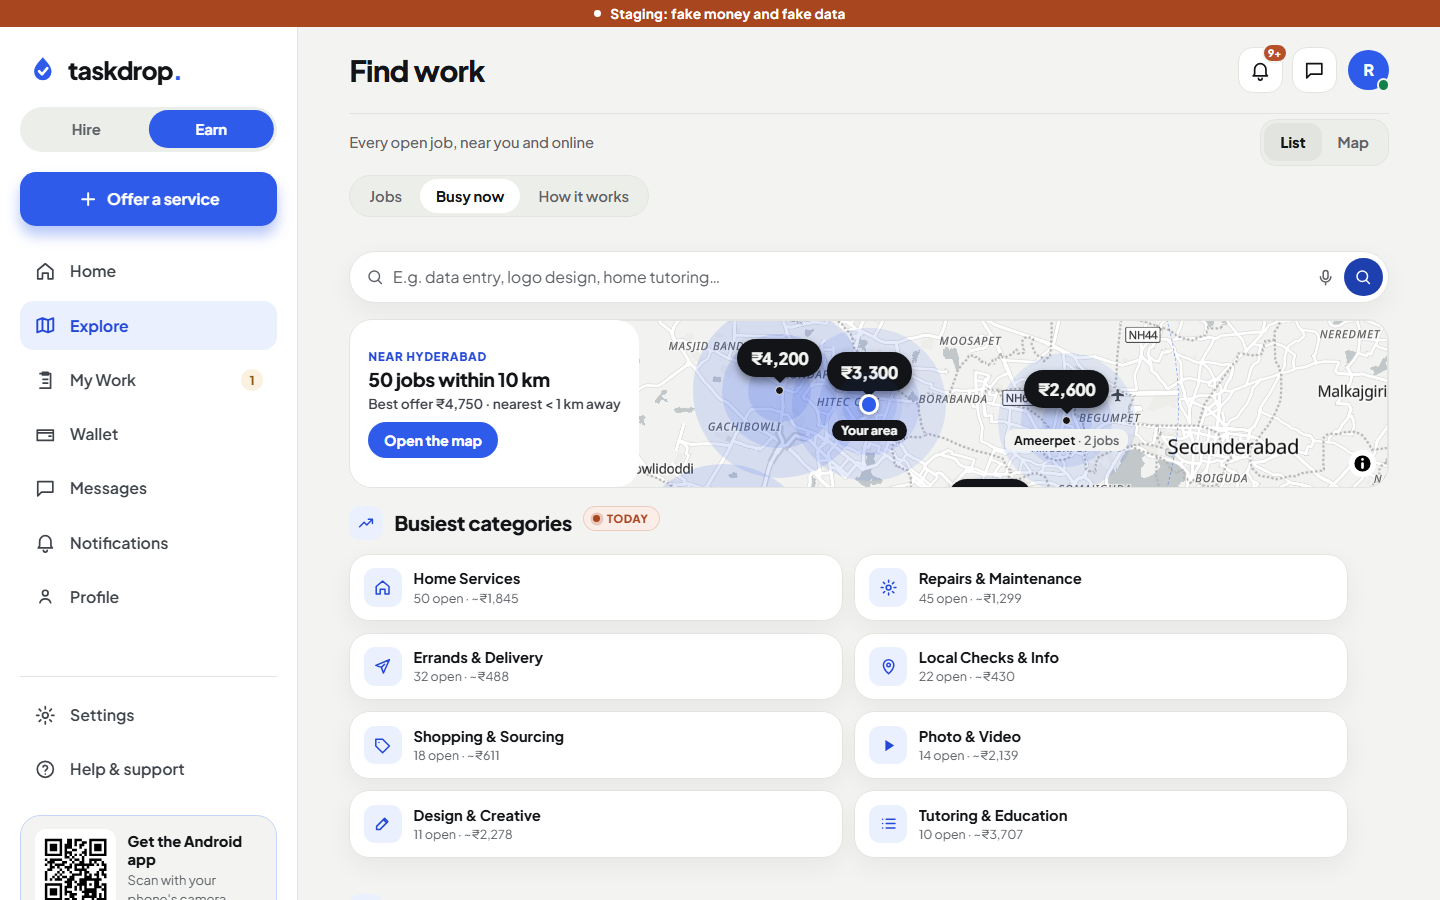 Staging: fake money and fake data
taskdrop.
Hire
Earn
Offer a service
Home
Explore
My Work
1
Wallet
Messages
Notifications
Profile
Settings
Help & support
Get the Android
app
Scan with your
phone's camera
Find work
9+
R
Every open job, near you and online
List
Map
Jobs
Busy now
How it works
E.g. data entry, logo design, home tutoring...
NEAR HYDERABAD
50 jobs within 10 km
Best offer ₹4,750 · nearest < 1 km away
Open the map
MASJID
₹4,200
₹3,300
MOOSAPET
NH44
NEREDMET
HITEC
BORABANDA
₹2,600
Malkajgiri
GACHIBOWLI
Your area
BEGUMPET
Ameerpet · 2 jobs
Secunderabad
BOIGUDA
Busiest categories
TODAY
Home Services
50 open · ~₹1,845
Repairs & Maintenance
45 open · ~₹1,299
Errands & Delivery
32 open · ~₹488
Local Checks & Info
22 open · ~₹430
Shopping & Sourcing
18 open · ~₹611
Photo & Video
14 open · ~₹2,139
Design & Creative
11 open · ~₹2,278
Tutoring & Education
10 open · ~₹3,707